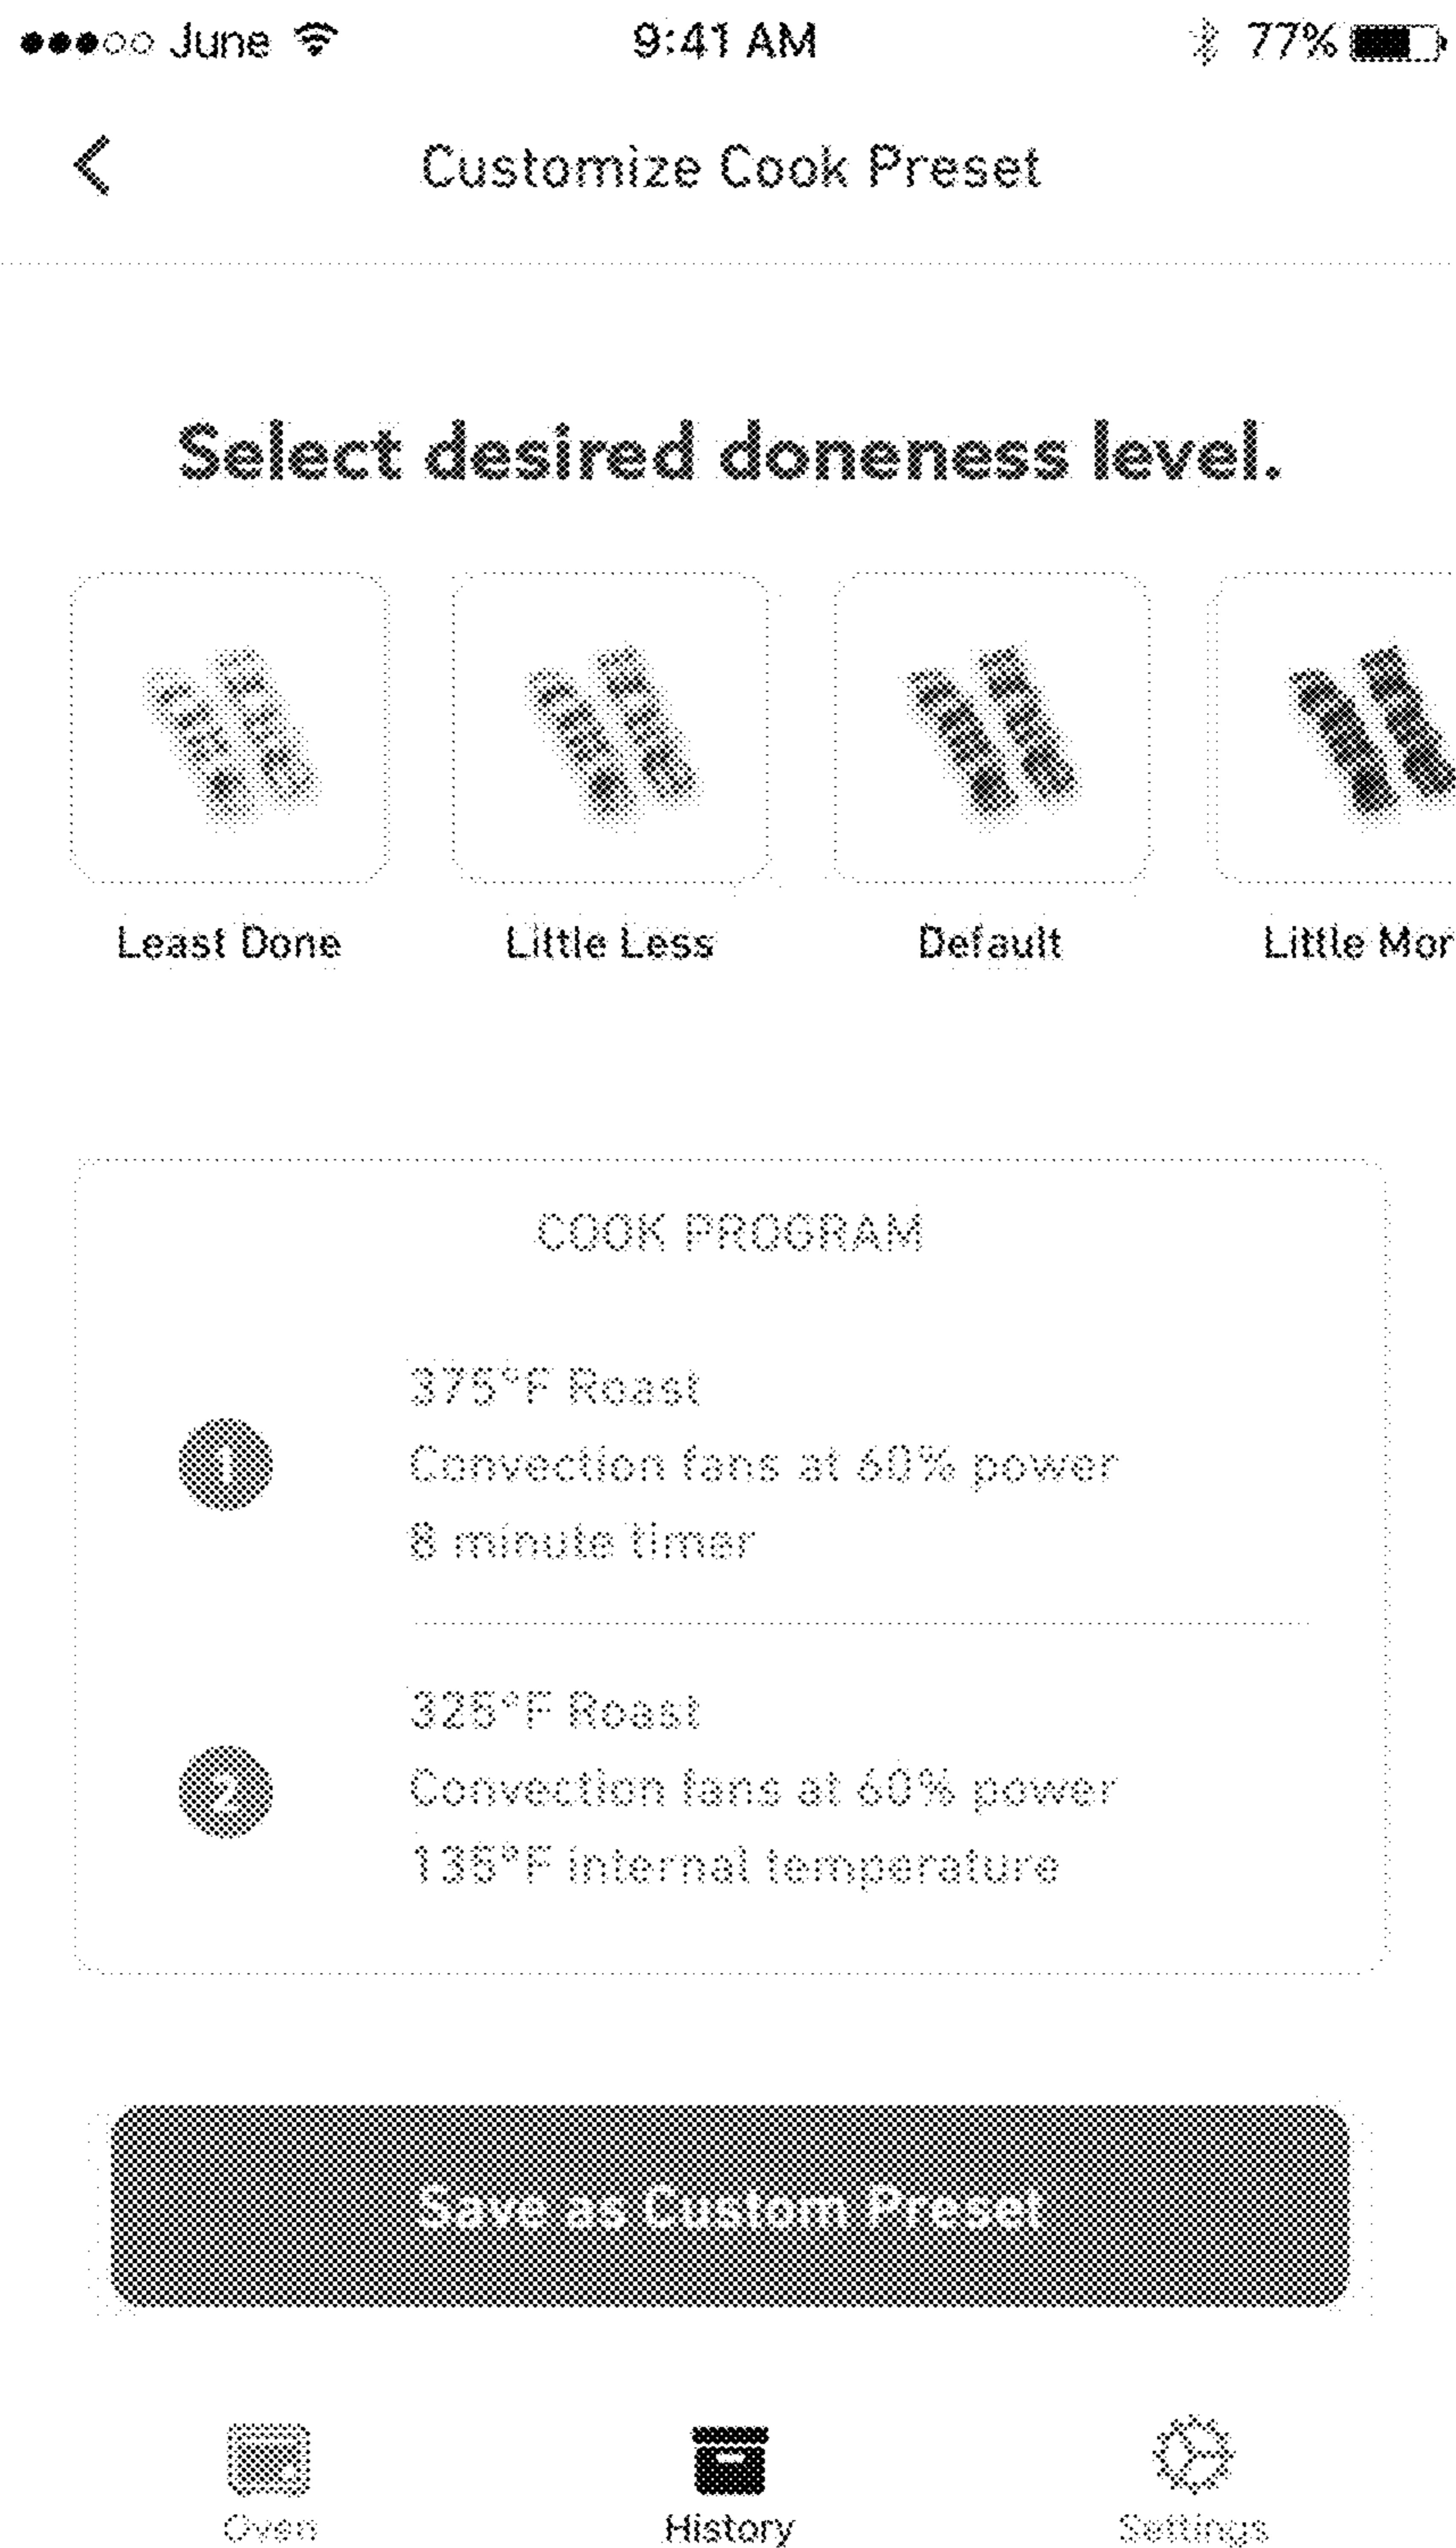 June 9:41 AM 77%
Customize Cook Preset
Select desired doneness level.
Least Done Little Less Default Little Mor
COOK PROGRAM
1
375°F Roast
Convection fans at 60% power
8 minute timer
2
325°F Roast
Convection fans at 60% power
135°F internal temperature
Save as Custom Preset
Oven History Settings